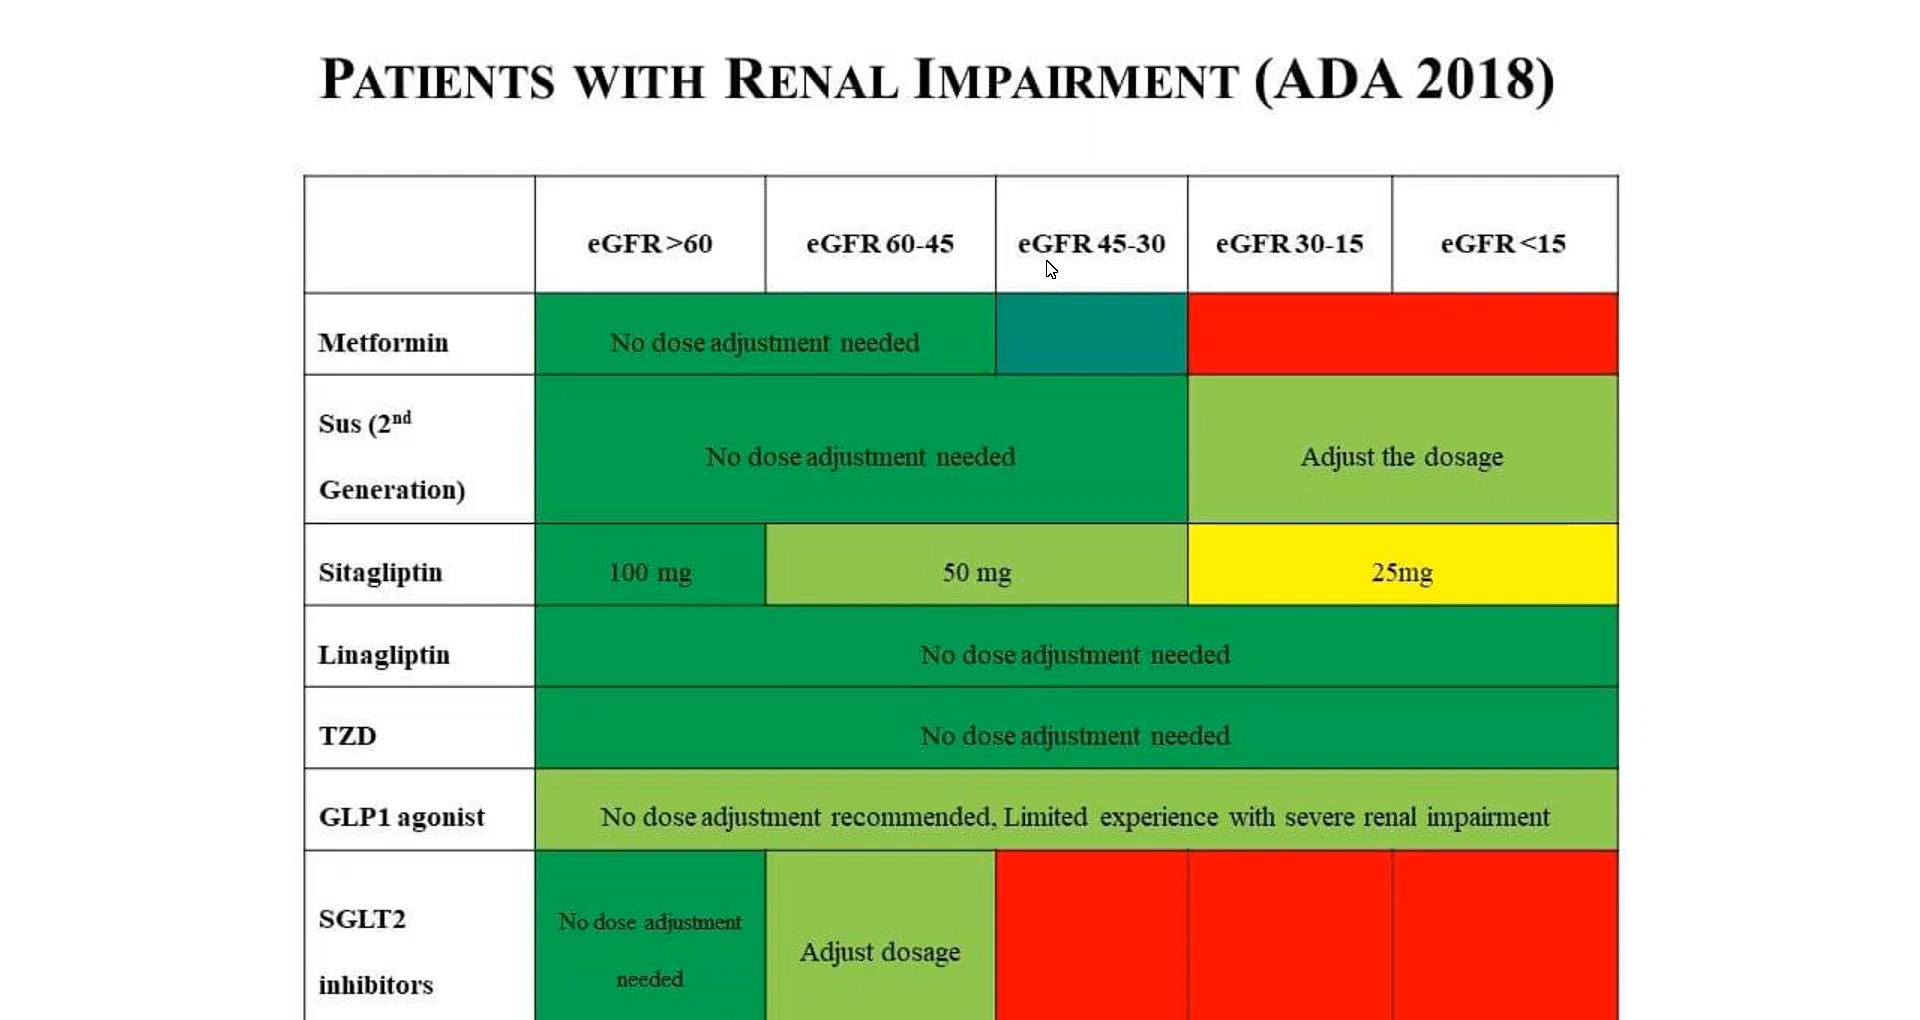 PATIENTS WITH RENAL IMPAIRMENT (ADA 2018)
eGFR >60
eGFR 60-45
eGFR 45-30
eGFR 30-15
eGFR <15
Metformin
No dose adjustment needed
Sus (2nd
Generation)
No dose adjustment needed
Adjust the dosage
Sitagliptin
100 mg
50 mg
25mg
Linagliptin
No dose adjustment needed
TZD
No dose adjustment needed
GLP1 agonist
No dose adjustment recommended, Limited experience with severe renal impairment
SGLT2
inhibitors
No dose adjustment
needed
Adjust dosage